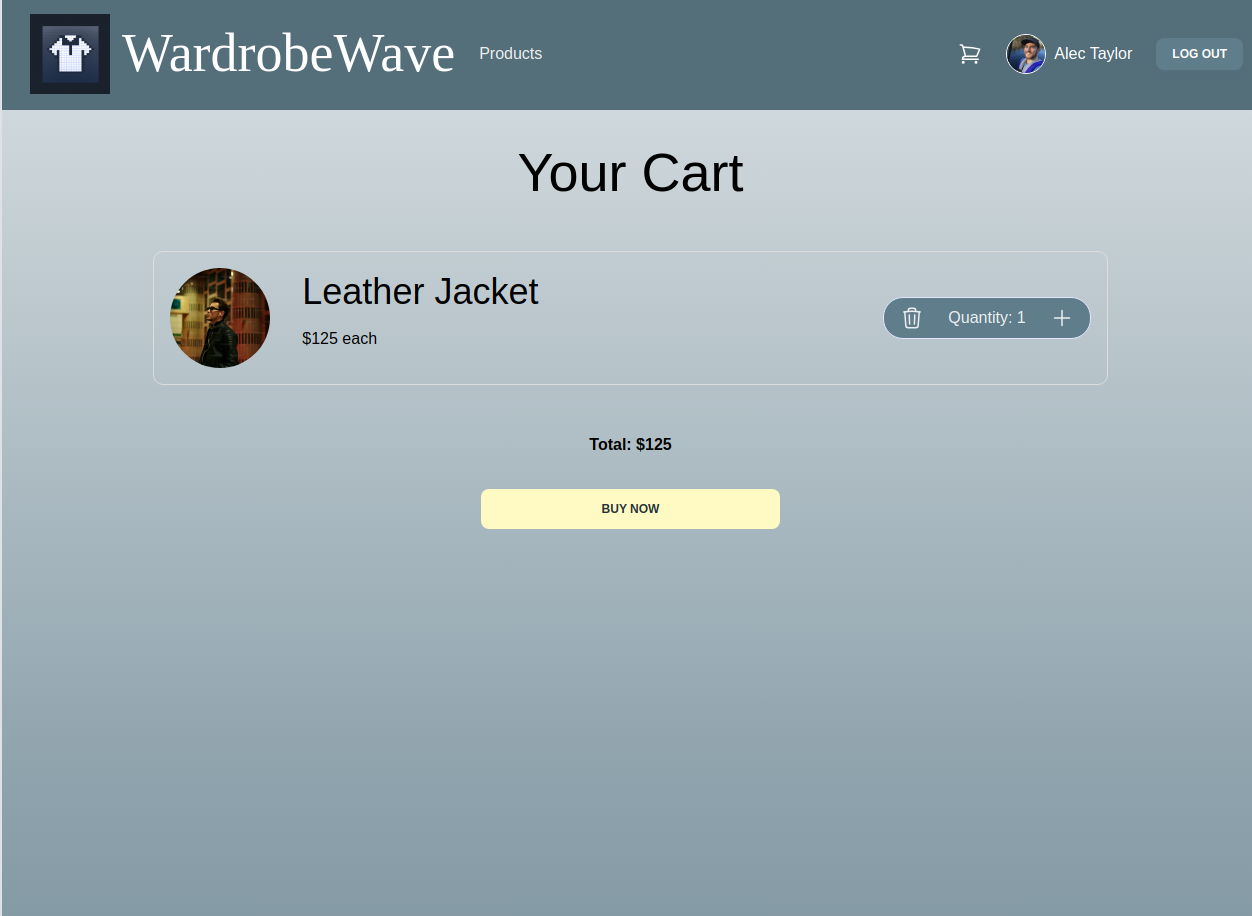 WardrobeWave
Products
Alec Taylor
LOG OUT
Your Cart
Leather Jacket
$125 each
Quantity: 1
Total: $125
BUY NOW